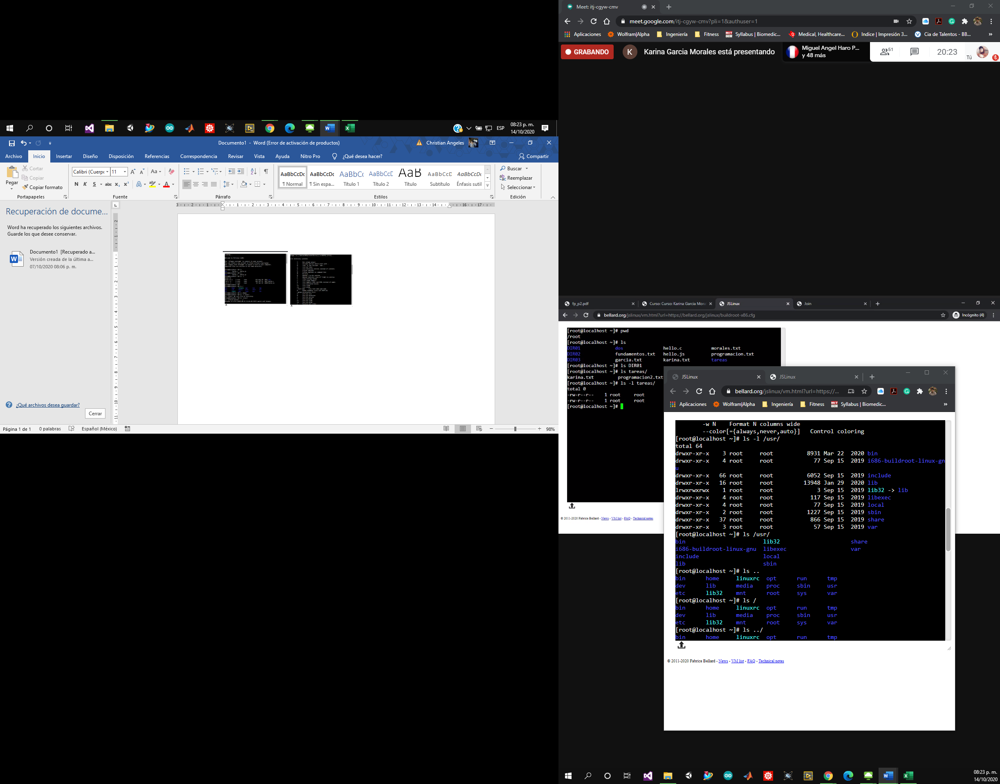 08:23 p. m.
ESP
14/10/2020
Documento1 - Word (Error de activación de productos)
Christian Angeles
Archivo Inicio Insertar Diseño Disposición Referencias Correspondencia Revisar Vista Ayuda Nitro Pro ¿Qué desea hacer? Compartir
Pegar
Cortar
Copiar
Copiar formato
Portapapeles
Calibri (Cuerpo 11
Fuente
Párrafo
AaBbCcDc AaBbCcDc AaBbCc AaBbCcD AaB AaBbCcD AaBbCcDc
¶ Normal ¶ Sin espa... Título 1 Título 2 Título Subtítulo Énfasis sutil
Estilos
Buscar
Reemplazar
Seleccionar
Edición
Recuperación de docume...
Word ha recuperado los siguientes archivos.
Guarde los que desee conservar.
Documento1 [Recuperado a...
Versión creada de la última a...
07/10/2020 08:06 p. m.
¿Qué archivos desea guardar?
Cerrar
Página 1 de 1 0 palabras Español (México) 98%
Meet: itj-cgyw-cmv
meet.google.com/itj-cgyw-cmv?pli=1&authuser=1
Aplicaciones Wolfram|Alpha Ingeniería Fitness Syllabus | Biomedic... Medical, Healthcare... Indice | Impresión 3... Cia de Talentos - BB...
GRABANDO
K Karina Garcia Morales está presentando
Miguel Angel Haro P...
y 48 más
51
20:23
Tú
fp_p2.pdf Curso: Curso: Karina Garcia Mora JSLinux Join
bellard.org/jslinux/vm.html?url=https://bellard.org/jslinux/buildroot-x86.cfg
Incógnito (4)
[root@localhost ~]# pwd
/root
[root@localhost ~]# ls
DIR01 dos hello.c morales.txt
DIR02 fundamentos.txt hello.js programacion.txt
DIR03 garcia.txt karina.txt tareas
[root@localhost ~]# ls DIR01
[root@localhost ~]# ls tareas/
karina.txt programacion2.txt
[root@localhost ~]# ls -l tareas/
total 0
-rw-r--r-- 1 root root
-rw-r--r-- 1 root root
[root@localhost ~]#
© 2011-2020 Fabrice Bellard - News - VM list - FAQ - Technical notes
JSLinux JSLinux
bellard.org/jslinux/vm.html?url=https://...
Aplicaciones Wolfram|Alpha Ingeniería Fitness Syllabus | Biomedic...
-w N Format N columns wide
--color[={always,never,auto}] Control coloring
[root@localhost ~]# ls -l /usr/
total 64
drwxr-xr-x 3 root root 8931 Mar 22 2020 bin
drwxr-xr-x 4 root root 77 Sep 15 2019 i686-buildroot-linux-gn
u
drwxr-xr-x 66 root root 6052 Sep 15 2019 include
drwxr-xr-x 16 root root 13948 Jan 29 2020 lib
lrwxrwxrwx 1 root root 3 Sep 15 2019 lib32 -> lib
drwxr-xr-x 4 root root 117 Sep 15 2019 libexec
drwxr-xr-x 4 root root 77 Sep 15 2019 local
drwxr-xr-x 2 root root 1227 Sep 15 2019 sbin
drwxr-xr-x 37 root root 866 Sep 15 2019 share
drwxr-xr-x 3 root root 57 Sep 15 2019 var
[root@localhost ~]# ls /usr/
bin lib32 share
i686-buildroot-linux-gnu libexec var
include local
lib sbin
[root@localhost ~]# ls ..
bin home linuxrc opt run tmp
dev lib media proc sbin usr
etc lib32 mnt root sys var
[root@localhost ~]# ls /
bin home linuxrc opt run tmp
dev lib media proc sbin usr
etc lib32 mnt root sys var
[root@localhost ~]# ls ../
bin home linuxrc opt run tmp
© 2011-2020 Fabrice Bellard - News - VM list - FAQ - Technical notes
08:23 p. m.
14/10/2020